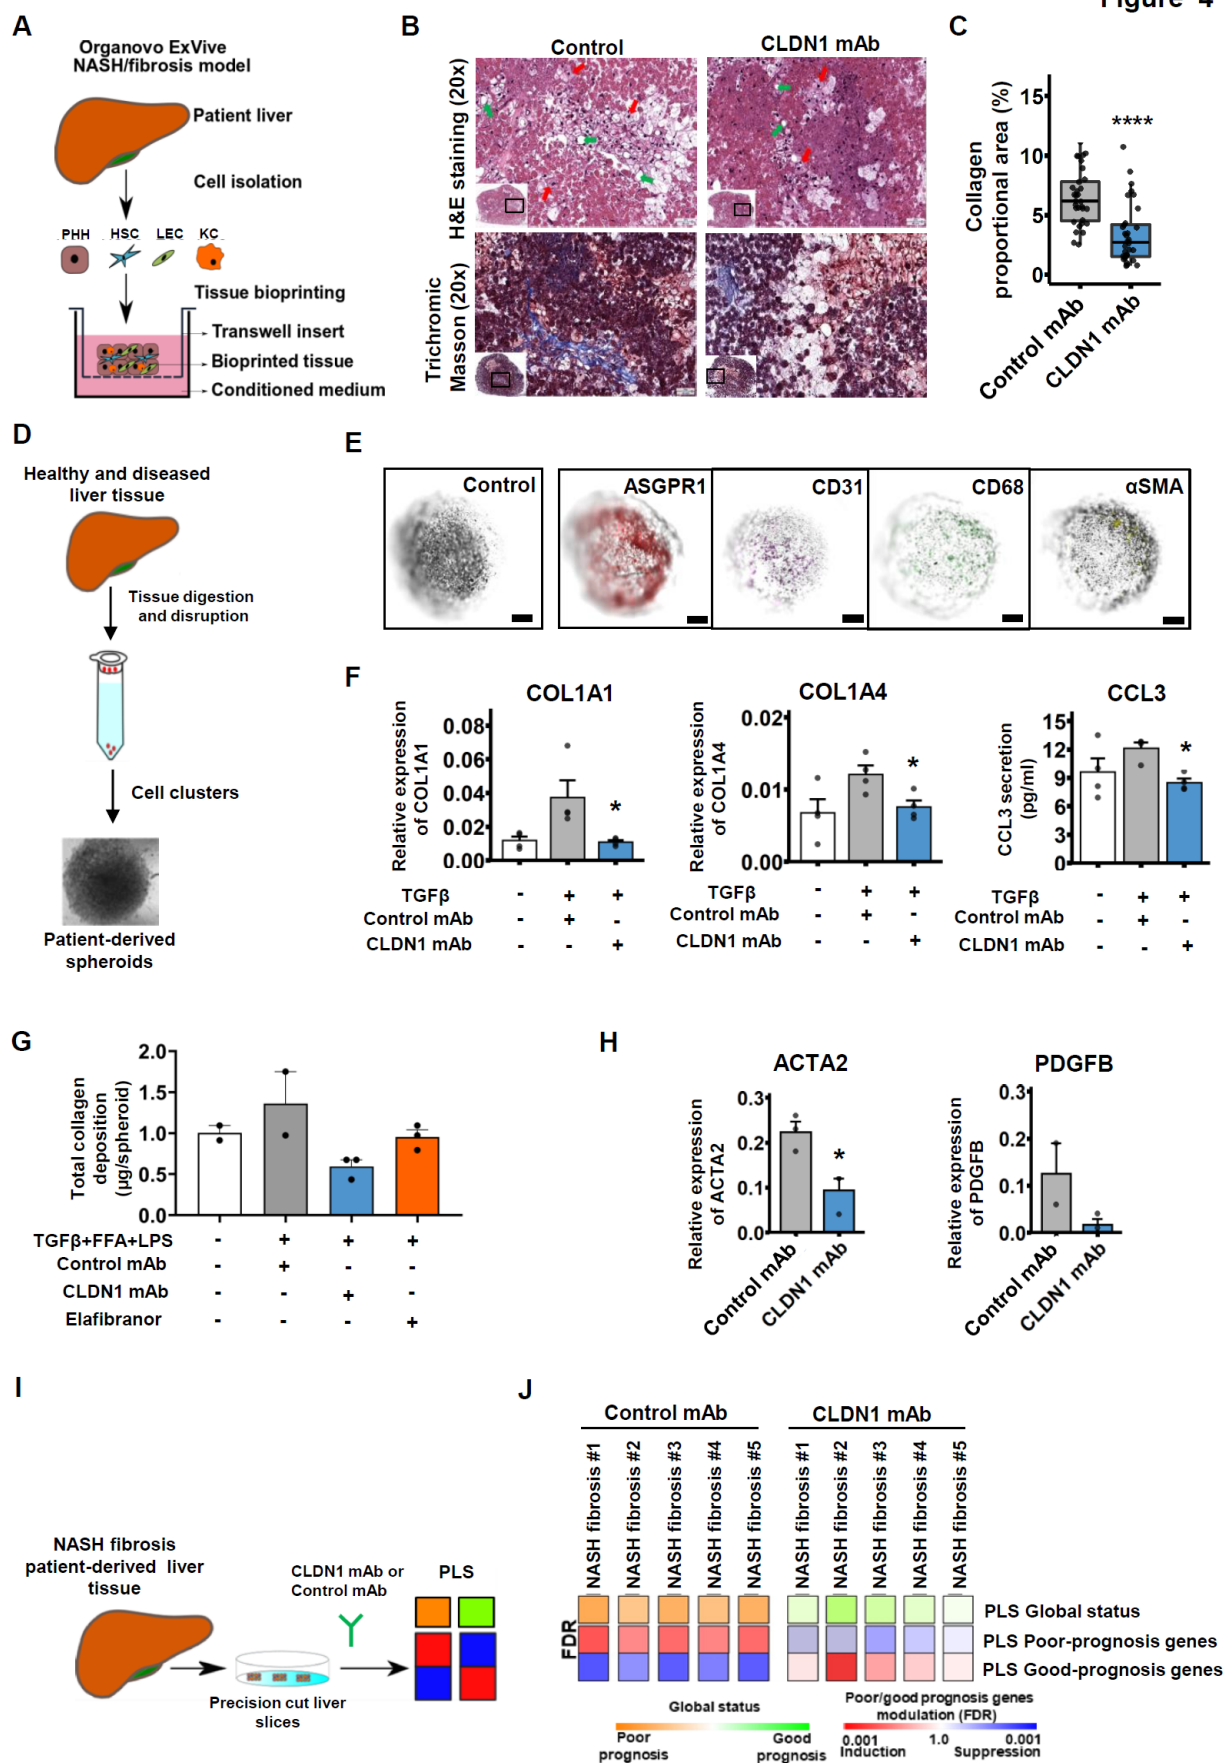 Figure 4
A
Organovo ExVive
NASH/fibrosis model
Patient liver
Cell isolation
PHH HSC LEC KC
Tissue bioprinting
Transwell insert
Bioprinted tissue
Conditioned medium
B
Control
CLDN1 mAb
H&E staining (20x)
Trichromic
Masson (20x)
C
Collagen
proportional area (%)
15
10
5
0
****
Control mAb
CLDN1 mAb
D
Healthy and diseased
liver tissue
Tissue digestion
and disruption
Cell clusters
Patient-derived
spheroids
E
Control
ASGPR1
CD31
CD68
αSMA
F
COL1A1
Relative expression
of COL1A1
0.08
0.06
0.04
0.02
0.00
*
TGFβ - + +
Control mAb - + -
CLDN1 mAb - - +
COL1A4
Relative expression
of COL1A4
0.02
0.01
0.00
*
TGFβ - + +
Control mAb - + -
CLDN1 mAb - - +
CCL3
CCL3 secretion
(pg/ml)
15
12
9
6
3
0
*
TGFβ - + +
Control mAb - + -
CLDN1 mAb - - +
G
Total collagen
deposition
(µg/spheroid)
2.0
1.5
1.0
0.5
0.0
TGFβ+FFA+LPS - + + +
Control mAb - + - -
CLDN1 mAb - - + -
Elafibranor - - - +
H
ACTA2
Relative expression
of ACTA2
0.3
0.2
0.1
0.0
*
Control mAb
CLDN1 mAb
PDGFB
Relative expression
of PDGFB
0.3
0.2
0.1
0.0
Control mAb
CLDN1 mAb
I
NASH fibrosis
patient-derived liver
tissue
CLDN1 mAb or
Control mAb
PLS
Precision cut liver
slices
J
Control mAb
CLDN1 mAb
NASH fibrosis #1
NASH fibrosis #2
NASH fibrosis #3
NASH fibrosis #4
NASH fibrosis #5
NASH fibrosis #1
NASH fibrosis #2
NASH fibrosis #3
NASH fibrosis #4
NASH fibrosis #5
FDR
PLS Global status
PLS Poor-prognosis genes
PLS Good-prognosis genes
Global status
Poor
prognosis
Good
prognosis
Poor/good prognosis genes
modulation (FDR)
0.001 1.0 0.001
Induction Suppression